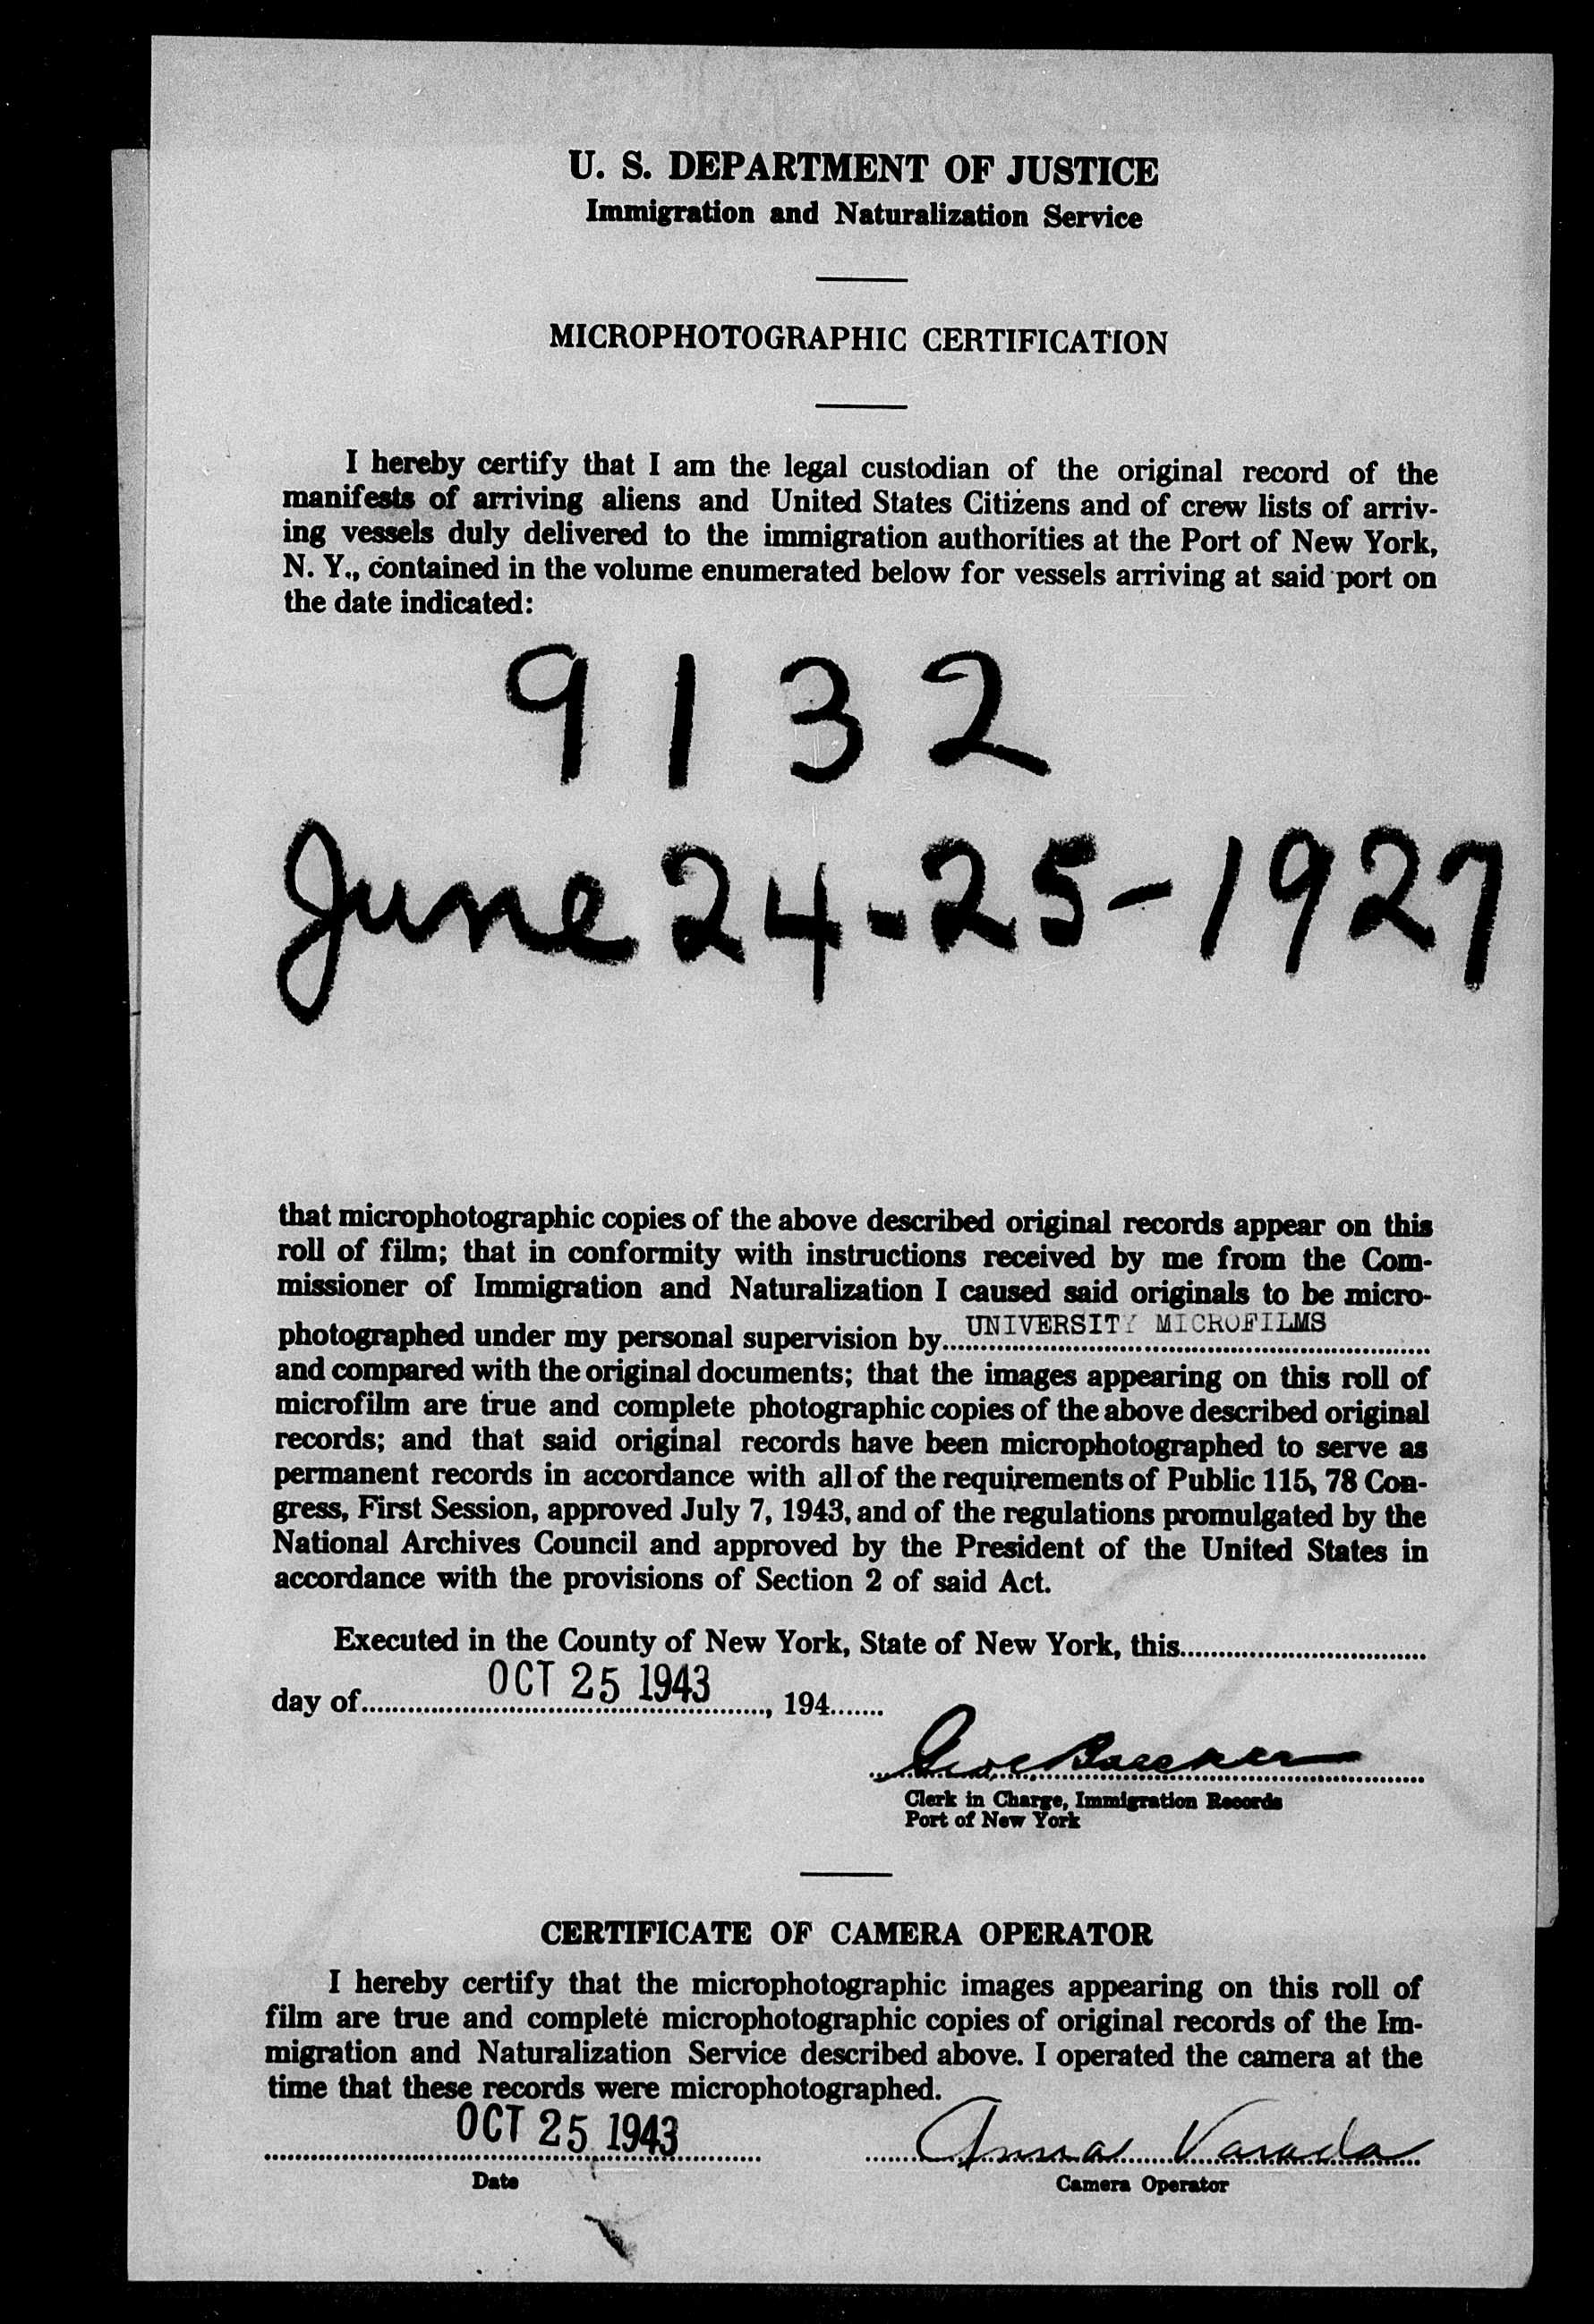 U. S. DEPARTMENT OF JUSTICE
Immigration and Naturalization Service
MICROPHOTOGRAPHIC CERTIFICATION
I hereby certify that I am the legal custodian of the original record of the
manifests of arriving aliens and United States Citizens and of crew lists of arriv-
ing vessels duly delivered to the immigration authorities at the Port of New York,
N. Y., contained in the volume enumerated below for vessels arriving at said port on
the date indicated:
9132
June 24-25-1927
that microphotographic copies of the above described original records appear on this
roll of film; that in conformity with instructions received by me from the Com-
missioner of Immigration and Naturalization I caused said originals to be micro-
photographed under my personal supervision by UNIVERSITY MICROFILMS
and compared with the original documents; that the images appearing on this roll of
microfilm are true and complete photographic copies of the above described original
records; and that said original records have been microphotographed to serve as
permanent records in accordance with all of the requirements of Public 115, 78 Con-
gress, First Session, approved July 7, 1943, and of the regulations promulgated by the
National Archives Council and approved by the President of the United States in
accordance with the provisions of Section 2 of said Act.
Executed in the County of New York, State of New York, this
day of OCT 25 1943, 194
Clerk in Charge, Immigration Records
Port of New York
CERTIFICATE OF CAMERA OPERATOR
I hereby certify that the microphotographic images appearing on this roll of
film are true and complete microphotographic copies of original records of the Im-
migration and Naturalization Service described above. I operated the camera at the
time that these records were microphotographed.
OCT 25 1943 Anna Varada
Date Camera Operator